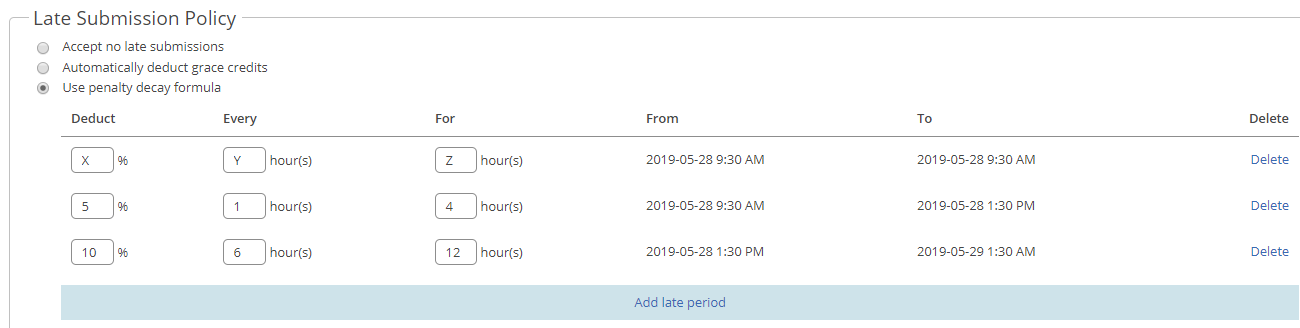 Late Submission Policy
Accept no late submissions
Automatically deduct grace credits
Use penalty decay formula
Deduct Every For From To Delete
X % Y hour(s) Z hour(s) 2019-05-28 9:30 AM 2019-05-28 9:30 AM Delete
5 % 1 hour(s) 4 hour(s) 2019-05-28 9:30 AM 2019-05-28 1:30 PM Delete
10 % 6 hour(s) 12 hour(s) 2019-05-28 1:30 PM 2019-05-29 1:30 AM Delete
Add late period